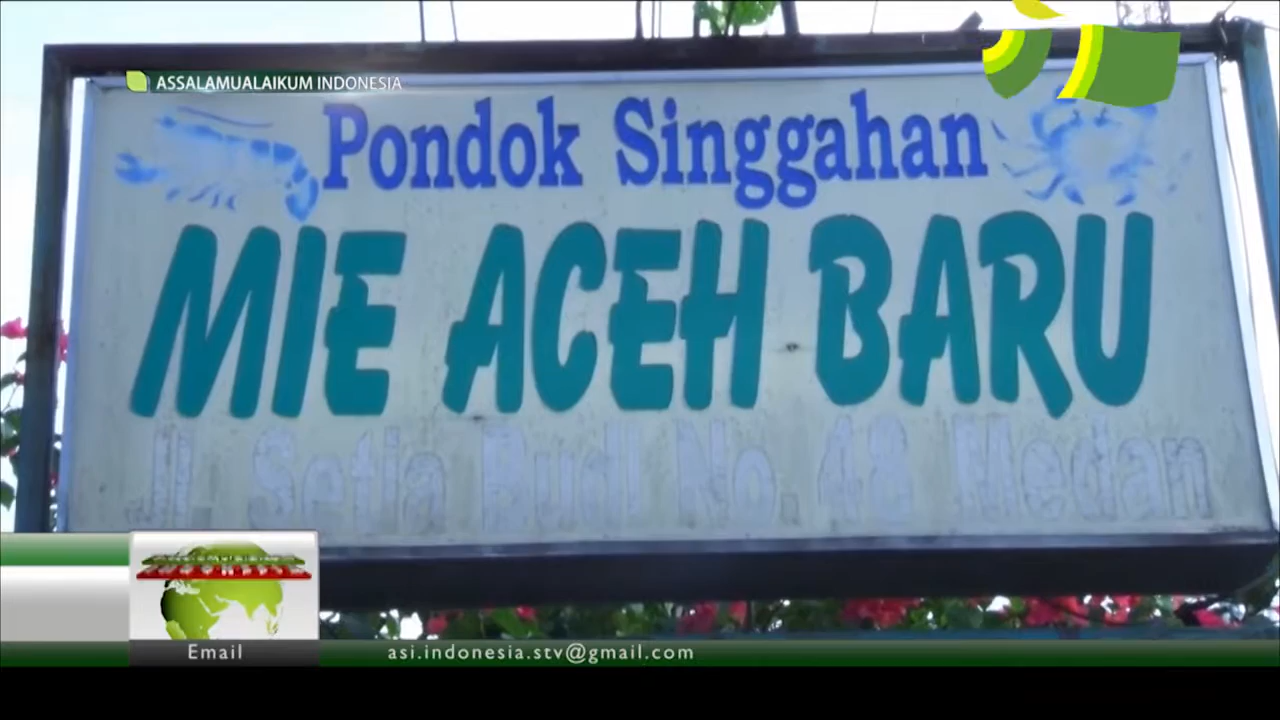 ASSALAMUALAIKUM INDONESIA
Pondok Singgahan
MIE ACEH BARU
Jl. Setia Budi No. 48 Medan
Email
asi.indonesia.stv@gmail.com